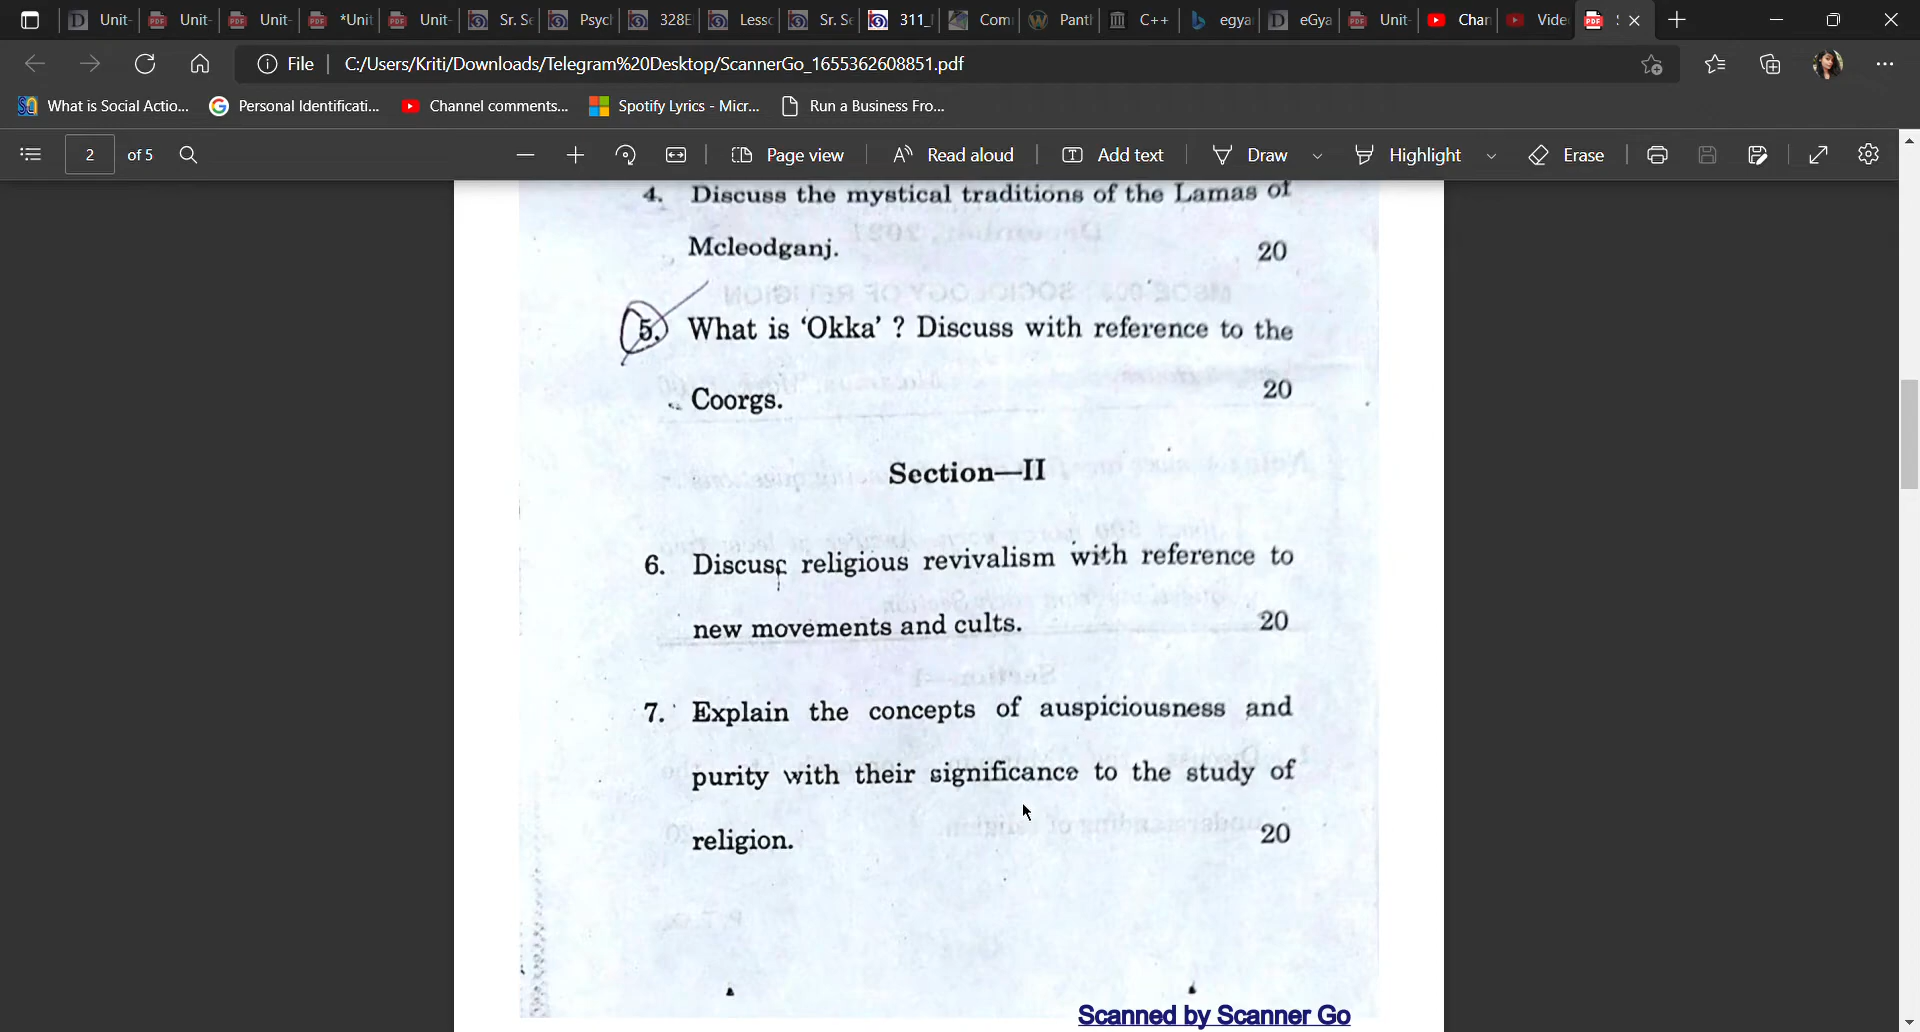 Unit-
Unit-
Unit-
*Unit
Unit-
Sr. Se
Psych
328E
Lesso
Sr. Se
311_
Com
Panth
C++
egya
eGya
Unit-
Chan
Vide
File
C:/Users/Kriti/Downloads/Telegram%20Desktop/ScannerGo_1655362608851.pdf
What is Social Actio...
Personal Identificati...
Channel comments...
Spotify Lyrics - Micr...
Run a Business Fro...
2 of 5
Page view
Read aloud
Add text
Draw
Highlight
Erase
4. Discuss the mystical traditions of the Lamas of
Mcleodganj. 20
5. What is 'Okka' ? Discuss with reference to the
Coorgs. 20
Section—II
6. Discuss religious revivalism with reference to
new movements and cults. 20
7. Explain the concepts of auspiciousness and
purity with their significance to the study of
religion. 20
Scanned by Scanner Go